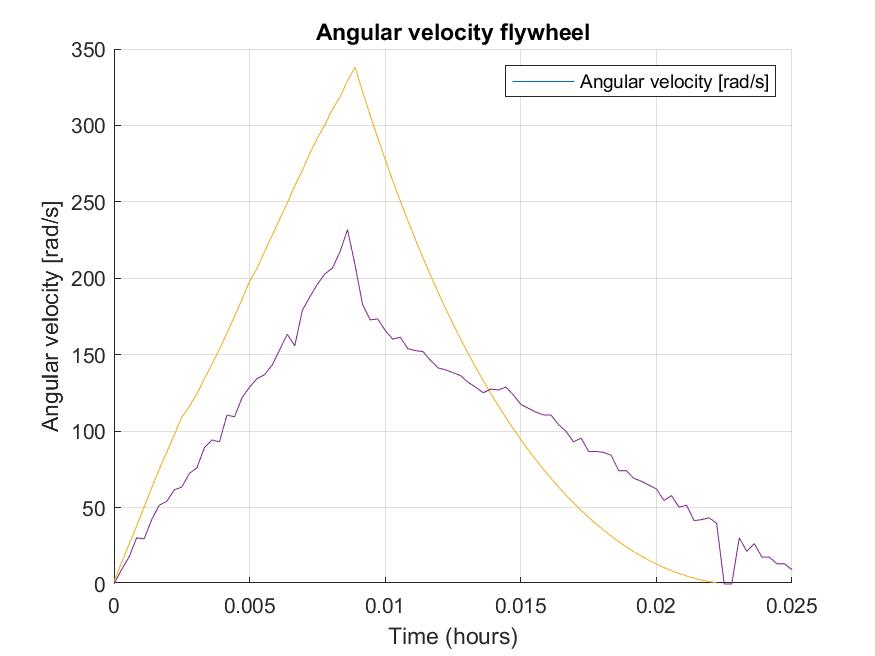 Angular velocity flywheel
Angular velocity [rad/s]
350
300
250
200
150
100
50
0
Angular velocity [rad/s]
0 0.005 0.01 0.015 0.02 0.025
Time (hours)